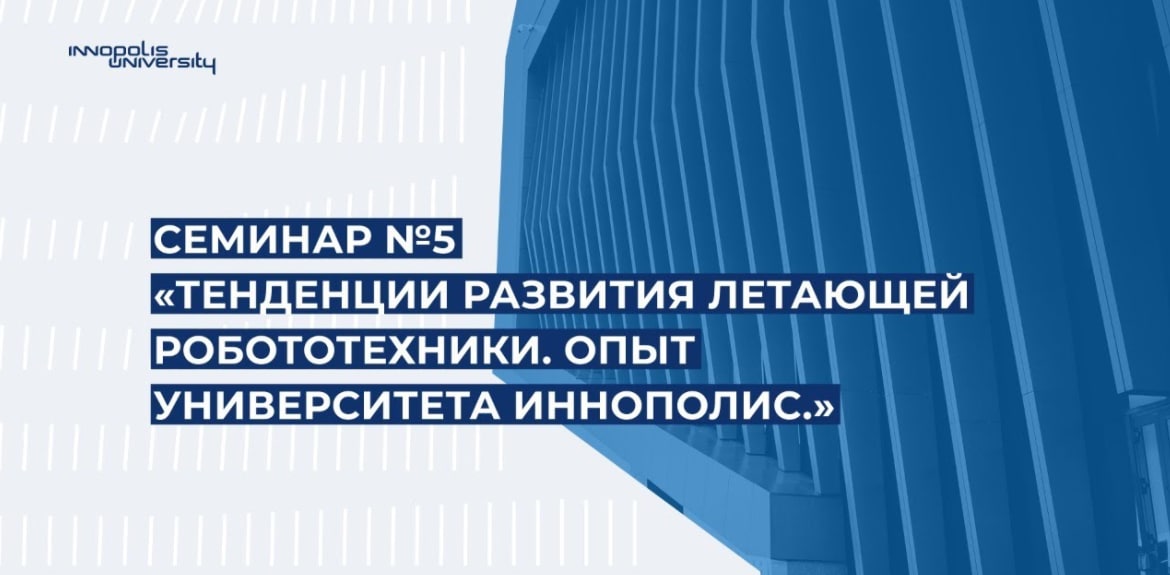 INNOPOLIS
UNIVERSITY
СЕМИНАР №5
«ТЕНДЕНЦИИ РАЗВИТИЯ ЛЕТАЮЩЕЙ
РОБОТОТЕХНИКИ. ОПЫТ
УНИВЕРСИТЕТА ИННОПОЛИС.»